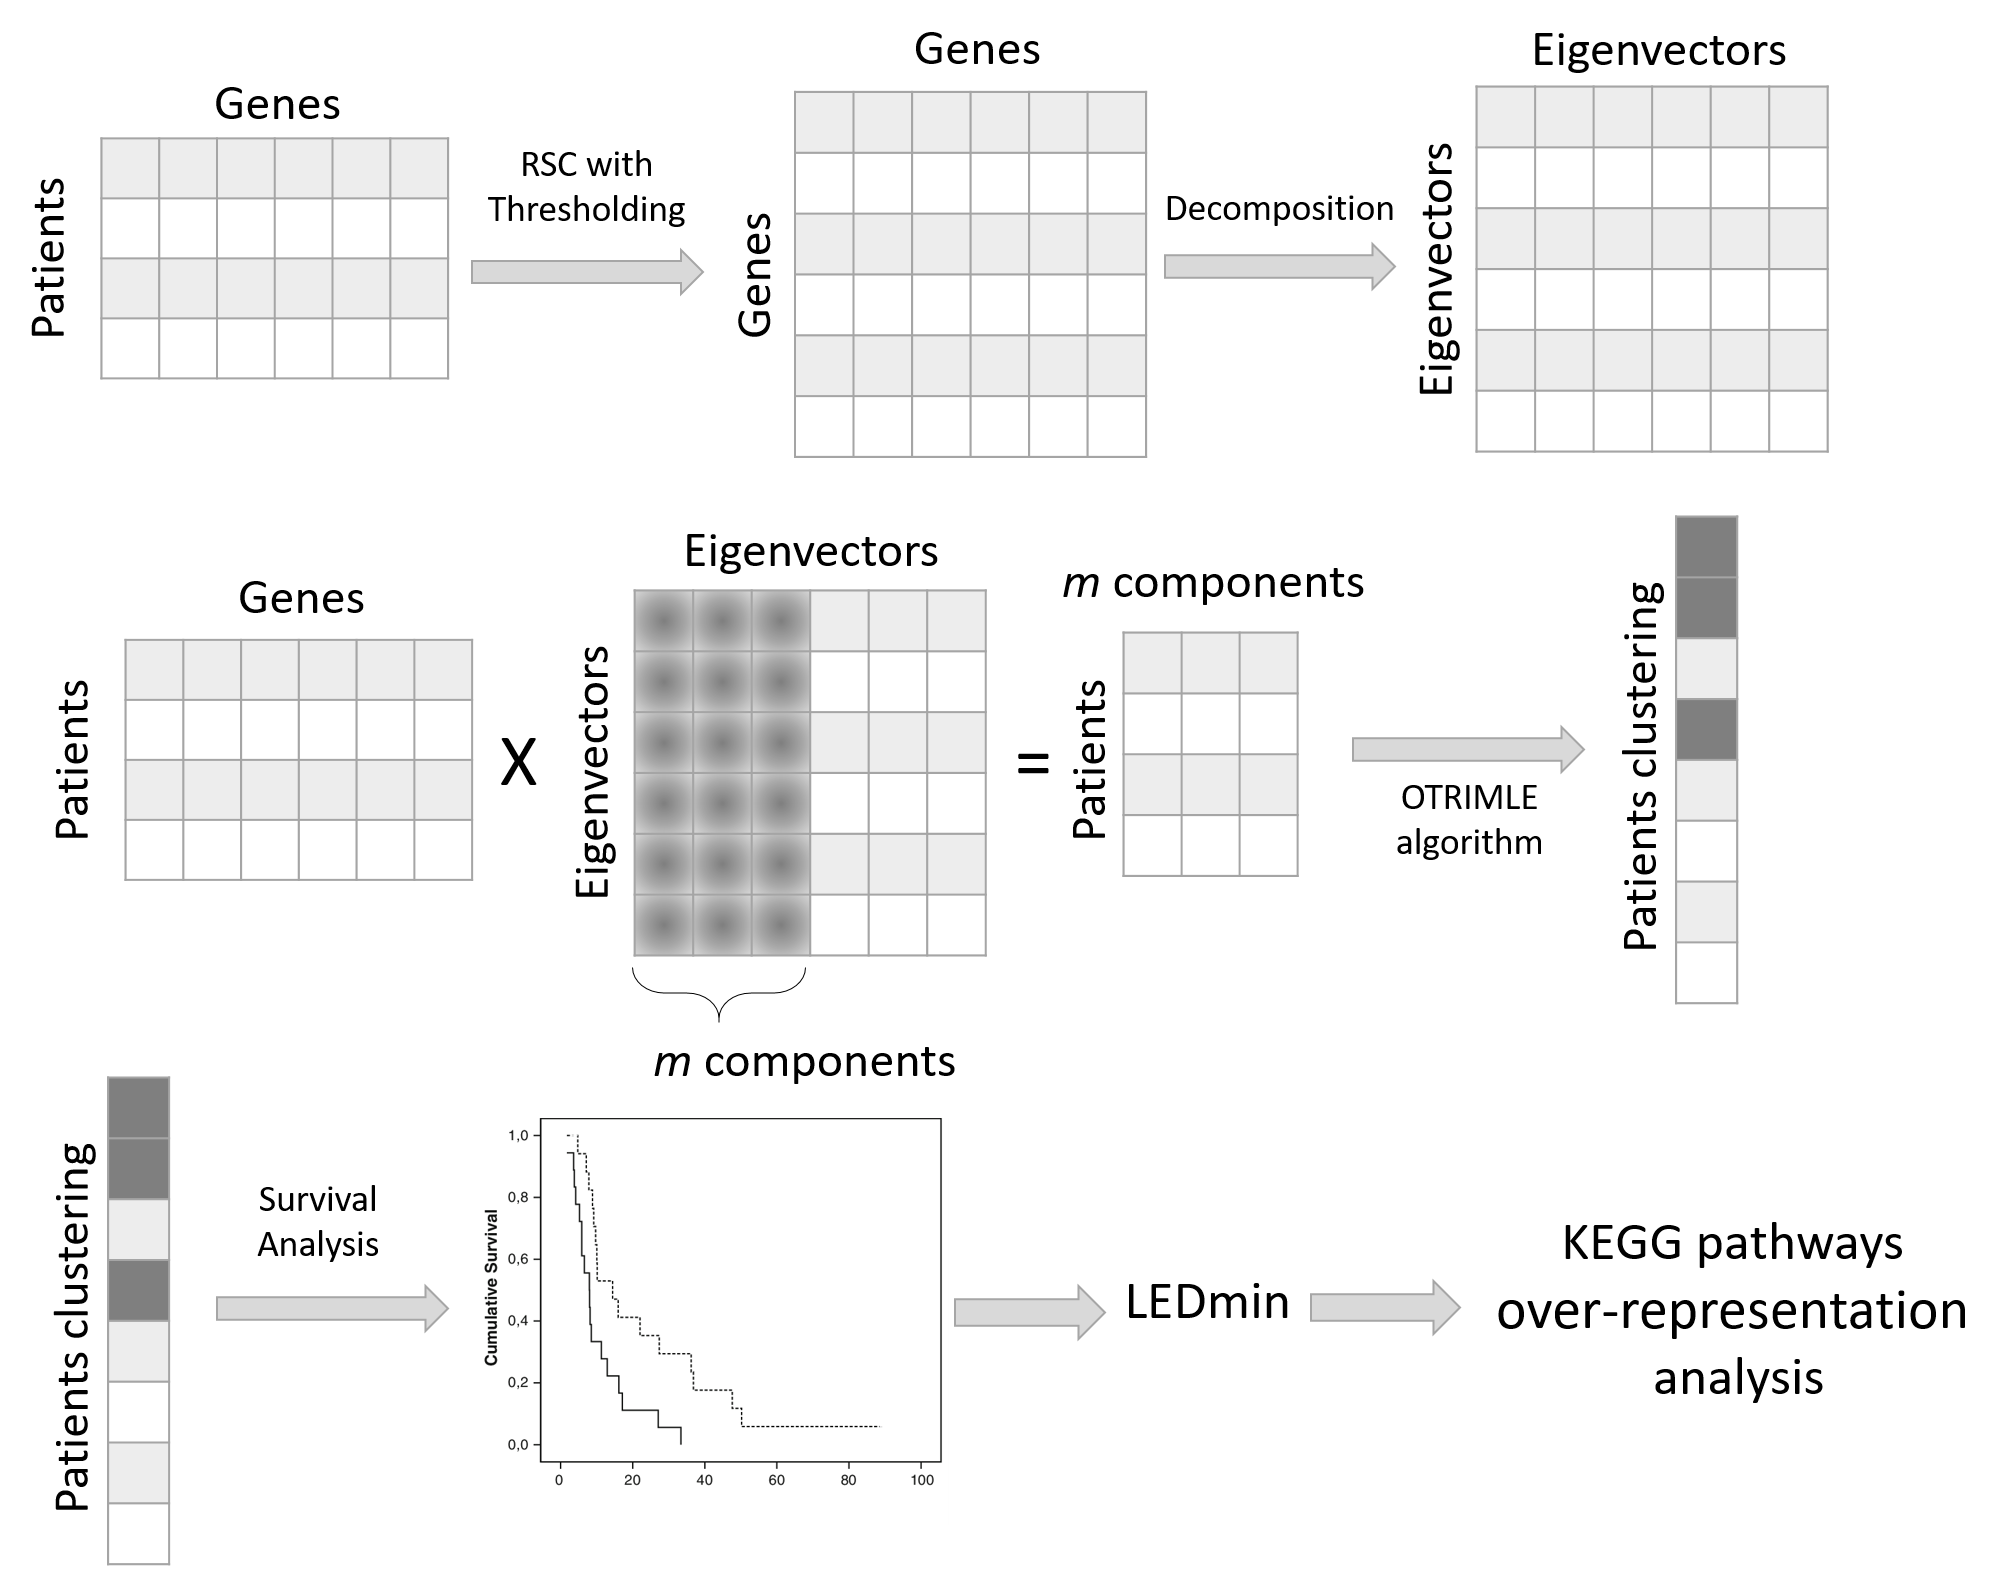 Genes
Patients
RSC with
Thresholding
Genes
Genes
Decomposition
Eigenvectors
Eigenvectors
Genes
Patients
X
Eigenvectors
Eigenvectors
m components
=
m components
Patients
OTRIMLE
algorithm
Patients clustering
Patients clustering
Survival
Analysis
Cumulative Survival
1,0
0,8
0,6
0,4
0,2
0,0
0 20 40 60 80 100
LEDmin
KEGG pathways
over-representation
analysis